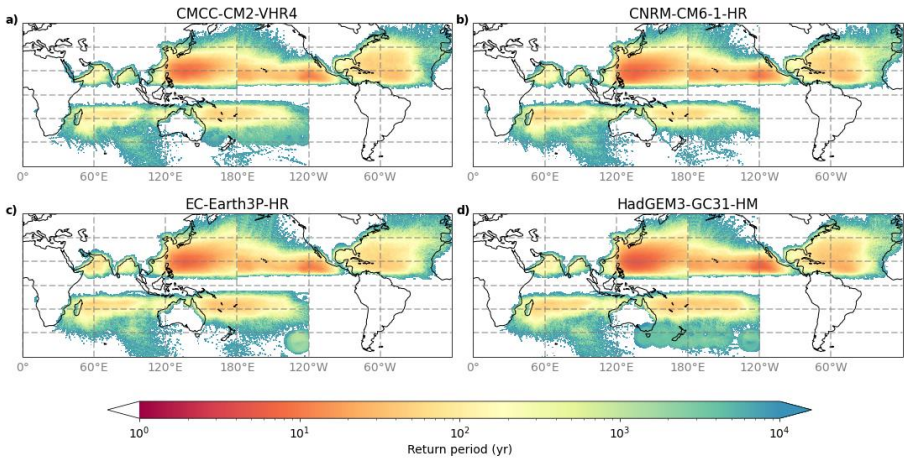 a) CMCC-CM2-VHR4
b) CNRM-CM6-1-HR
0° 60°E 120°E 180° 120°W 60°W
0° 60°E 120°E 180° 120°W 60°W
c) EC-Earth3P-HR
d) HadGEM3-GC31-HM
0° 60°E 120°E 180° 120°W 60°W
0° 60°E 120°E 180° 120°W 60°W
10⁰ 10¹ 10² 10³ 10⁴
Return period (yr)